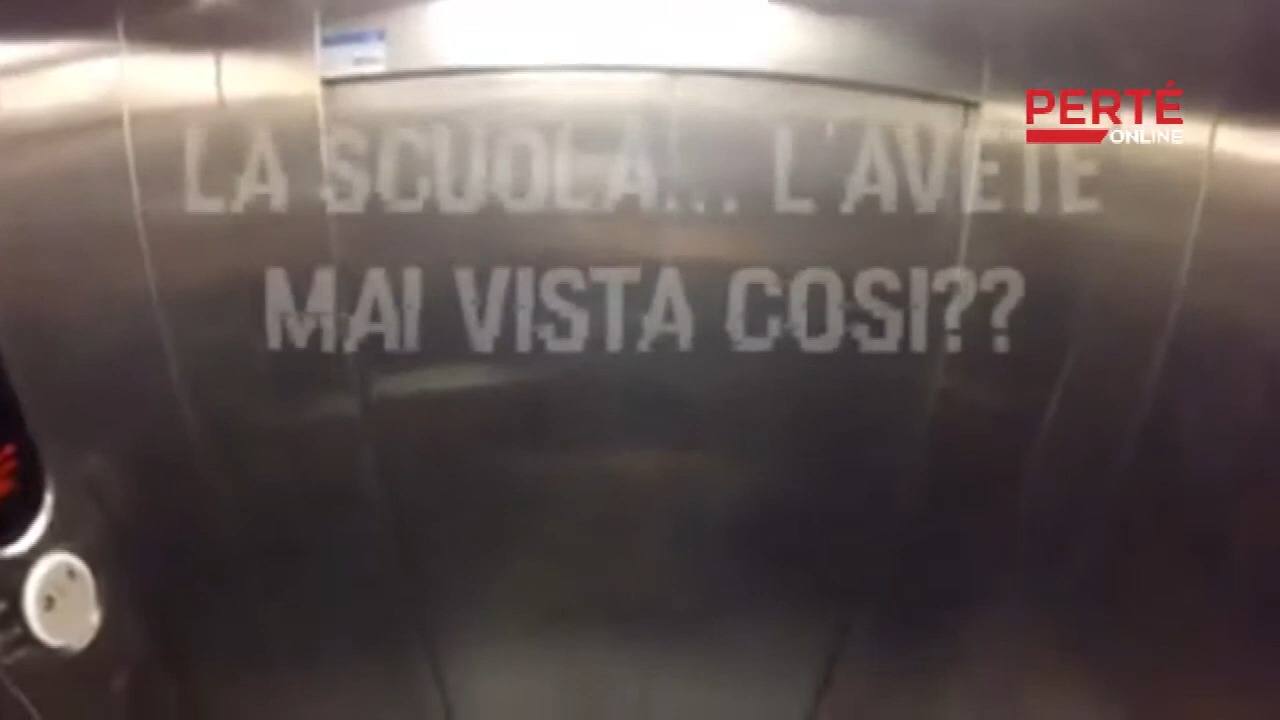 PERTÉ
ONLINE
LA SCUOLA... L'AVETE
MAI VISTA COSI??